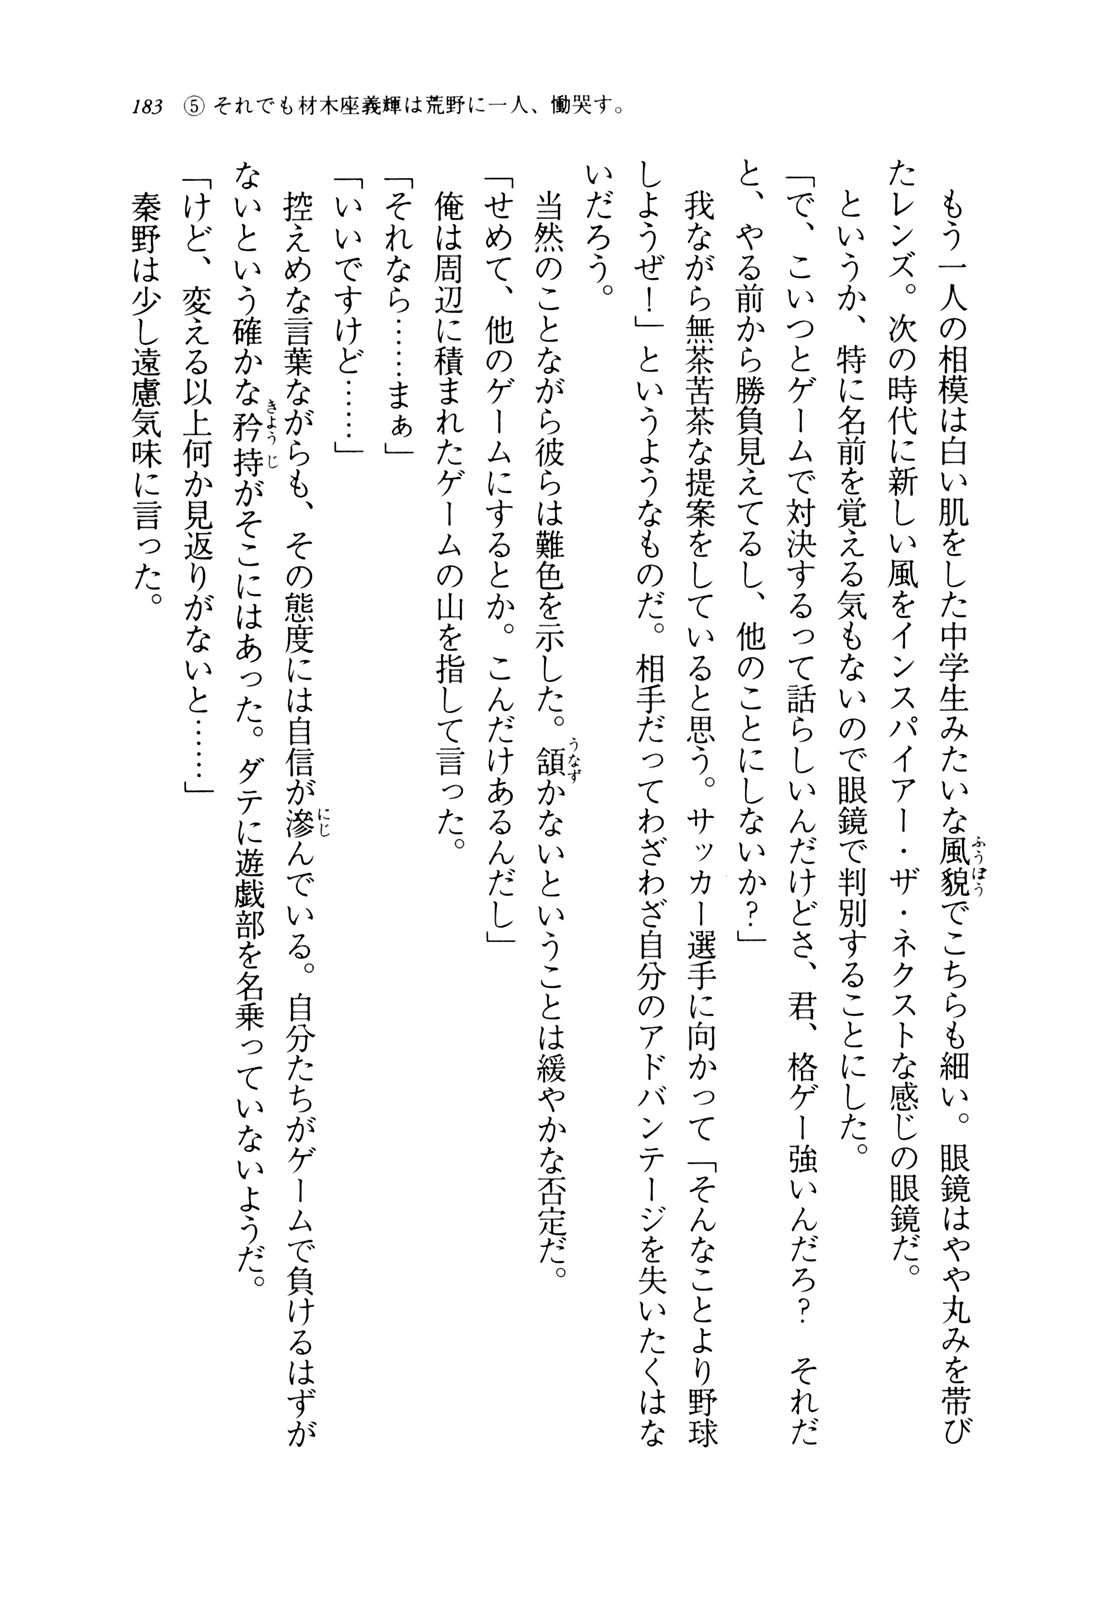 183 ⑤ それでも材木座義輝は荒野に一人、慟哭す。
もう一人の相模は白い肌をした中学生みたいな風貌でこちらも細い。眼鏡はやや丸みを帯び
たレンズ。次の時代に新しい風をインスパイアー・ザ・ネクストな感じの眼鏡だ。
というか、特に名前を覚える気もないので眼鏡で判別することにした。
「で、こいつとゲームで対決するって話らしいんだけどさ、君、格ゲー強いんだろ？　それだ
と、やる前から勝負見えてるし、他のことにしないか？」
我ながら無茶苦茶な提案をしていると思う。サッカー選手に向かって「そんなことより野球
しようぜ！」というようなものだ。相手だってわざわざ自分のアドバンテージを失いたくはな
いだろう。
当然のことながら彼らは難色を示した。頷かないということは緩やかな否定だ。
「せめて、他のゲームにするとか。こんだけあるんだし」
俺は周辺に積まれたゲームの山を指して言った。
「それなら……まぁ」
「いいですけど……」
控えめな言葉ながらも、その態度には自信が滲んでいる。自分たちがゲームで負けるはずが
ないという確かな矜持がそこにはあった。ダテに遊戯部を名乗っていないようだ。
「けど、変える以上何か見返りがないと……」
秦野は少し遠慮気味に言った。